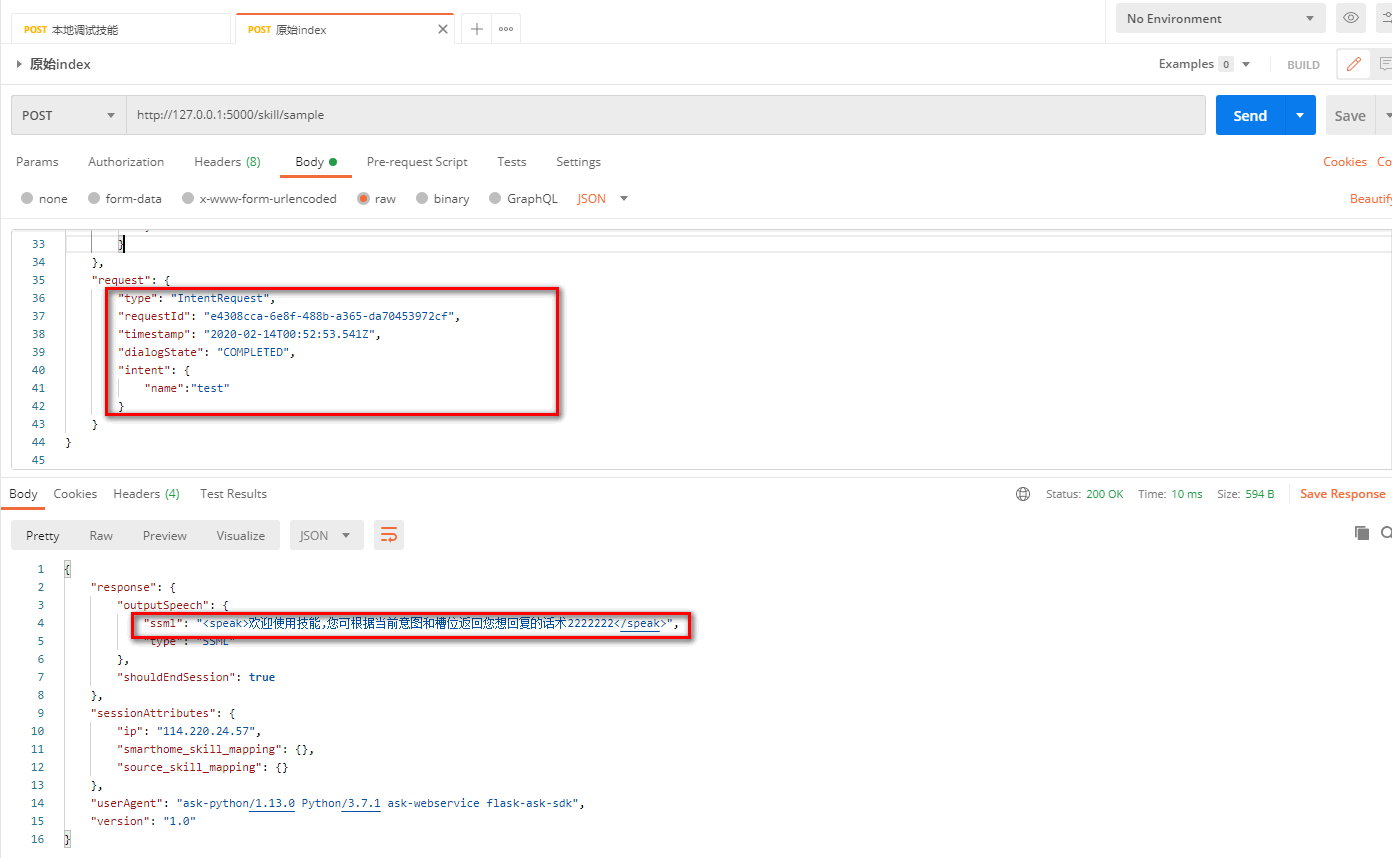 POST 本地调试技能
POST 原始index
No Environment
原始index
Examples 0
BUILD
POST
http://127.0.0.1:5000/skill/sample
Send
Save
Params Authorization Headers (8) Body Pre-request Script Tests Settings
Cookies Co
none form-data x-www-form-urlencoded raw binary GraphQL JSON
Beautify
33 }
34 },
35 "request": {
36 "type": "IntentRequest",
37 "requestId": "e4308cca-6e8f-488b-a365-da70453972cf",
38 "timestamp": "2020-02-14T00:52:53.541Z",
39 "dialogState": "COMPLETED",
40 "intent": {
41 "name":"test"
42 }
43 }
44 }
45
Body Cookies Headers (4) Test Results
Status: 200 OK Time: 10 ms Size: 594 B Save Response
Pretty Raw Preview Visualize JSON
1 {
2 "response": {
3 "outputSpeech": {
4 "ssml": "<speak>欢迎使用技能,您可根据当前意图和槽位返回您想回复的话术2222222</speak>",
5 "type": "SSML"
6 },
7 "shouldEndSession": true
8 },
9 "sessionAttributes": {
10 "ip": "114.220.24.57",
11 "smarthome_skill_mapping": {},
12 "source_skill_mapping": {}
13 },
14 "userAgent": "ask-python/1.13.0 Python/3.7.1 ask-webservice flask-ask-sdk",
15 "version": "1.0"
16 }